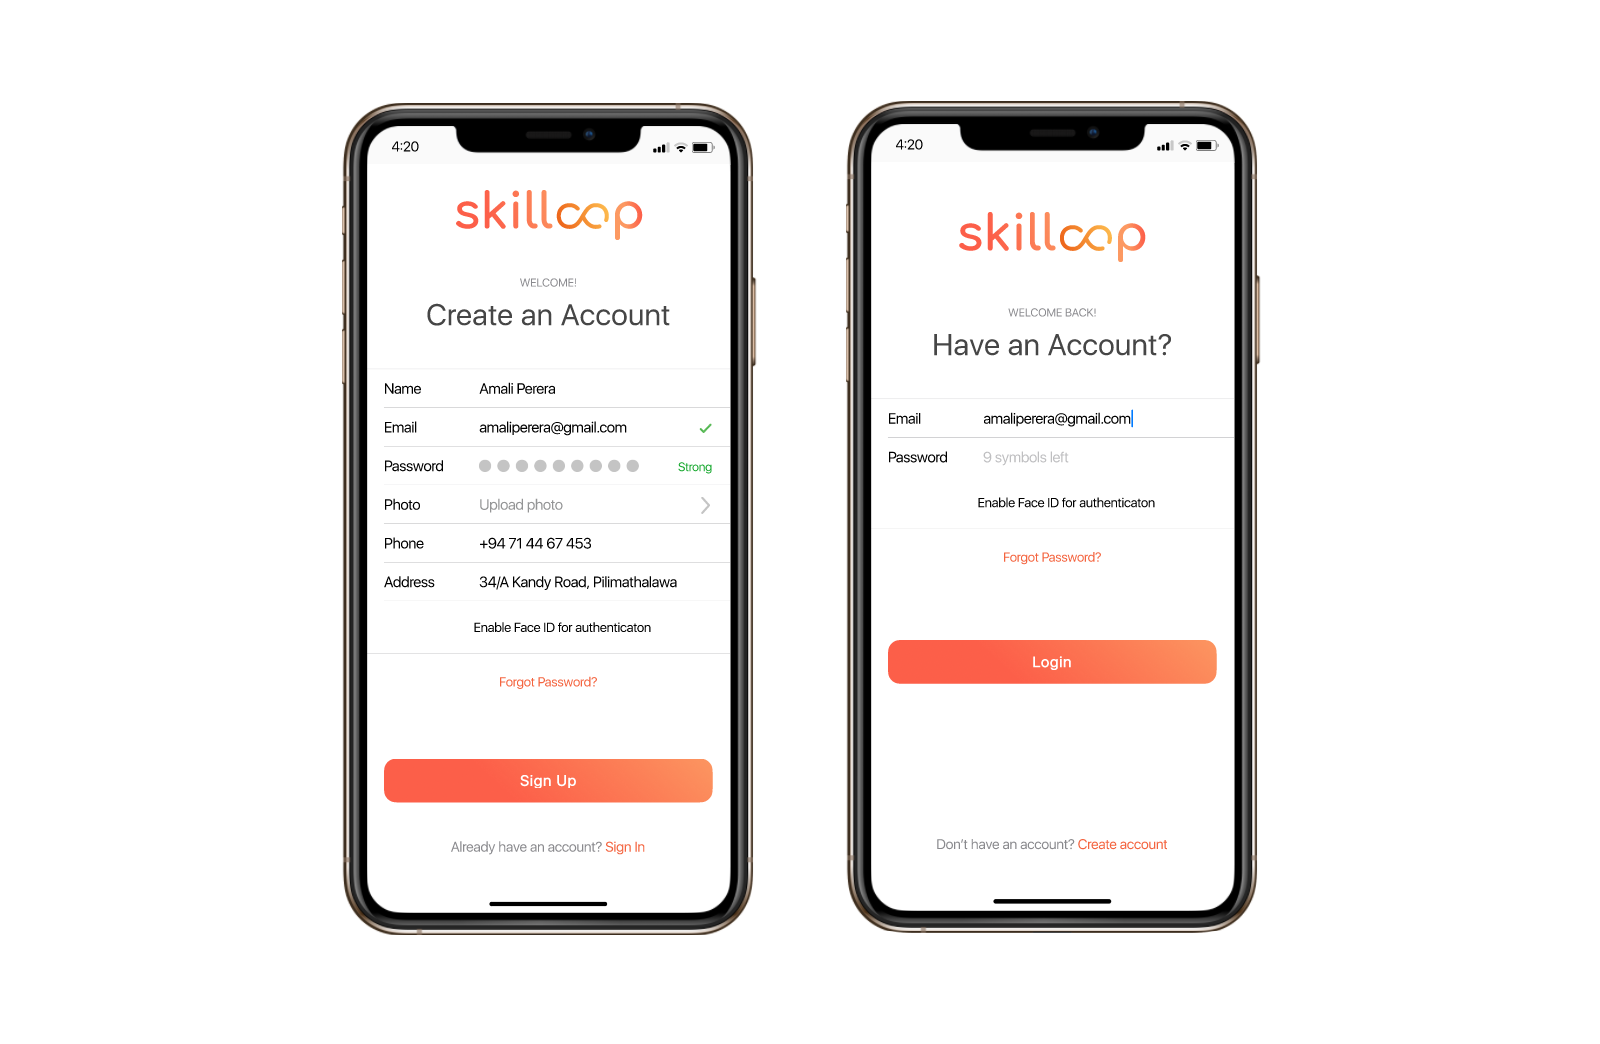 4:20
skilloop
WELCOME!
Create an Account
Name Amali Perera
Email amaliperera@gmail.com
Password Strong
Photo Upload photo
Phone +94 71 44 67 453
Address 34/A Kandy Road, Pilimathalawa
Enable Face ID for authenticaton
Forgot Password?
Sign Up
Already have an account? Sign In
4:20
skilloop
WELCOME BACK!
Have an Account?
Email amaliperera@gmail.com
Password 9 symbols left
Enable Face ID for authenticaton
Forgot Password?
Login
Don't have an account? Create account